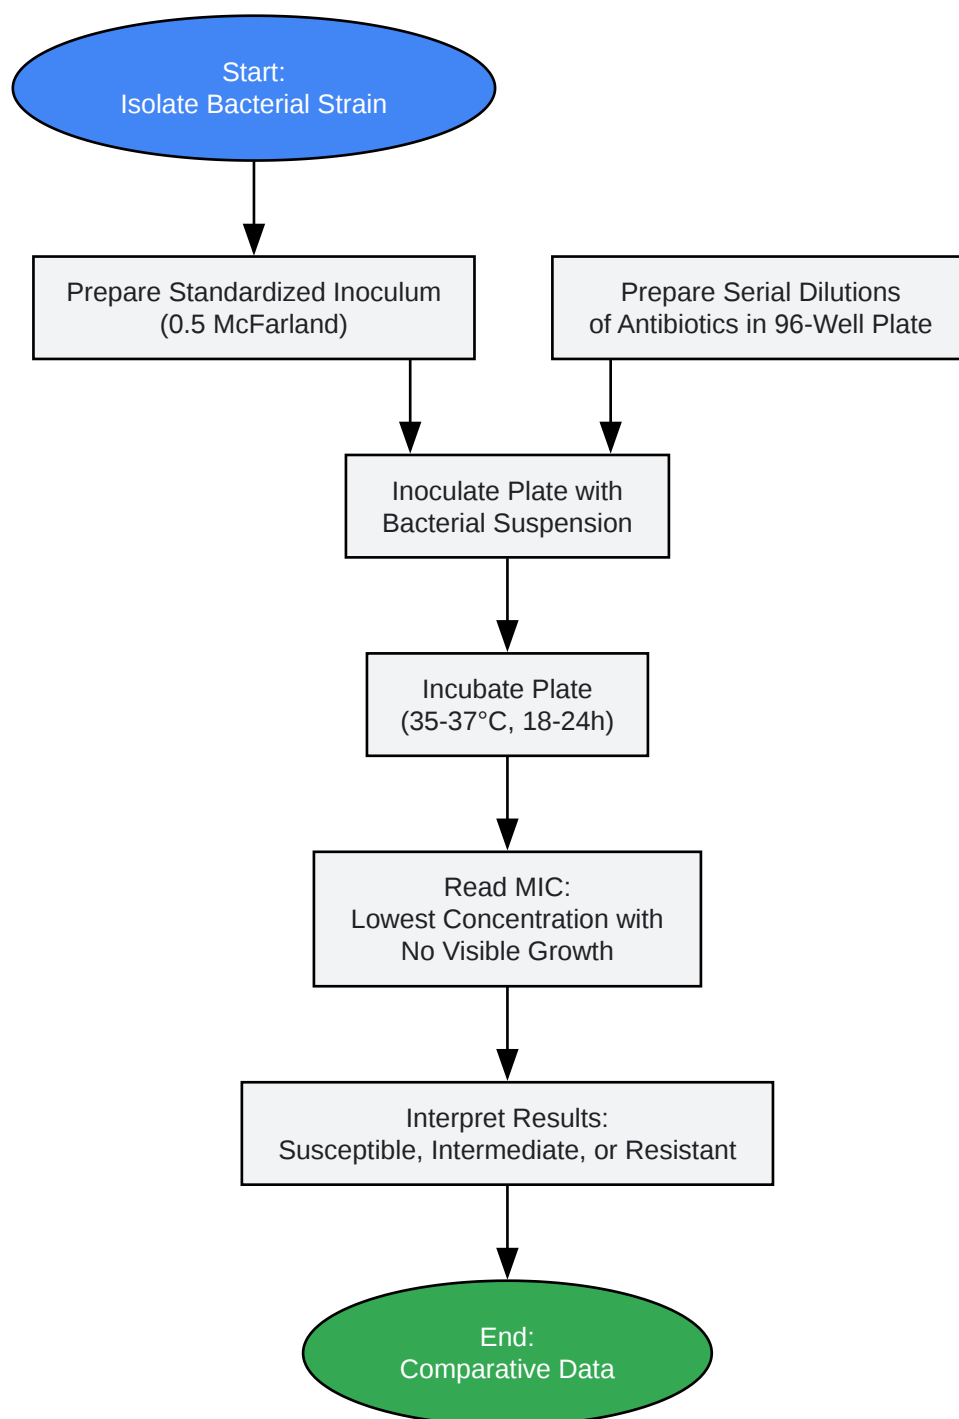 Start:
Isolate Bacterial Strain
Prepare Standardized Inoculum
(0.5 McFarland)
Prepare Serial Dilutions
of Antibiotics in 96-Well Plate
Inoculate Plate with
Bacterial Suspension
Incubate Plate
(35-37°C, 18-24h)
Read MIC:
Lowest Concentration with
No Visible Growth
Interpret Results:
Susceptible, Intermediate, or Resistant
End:
Comparative Data